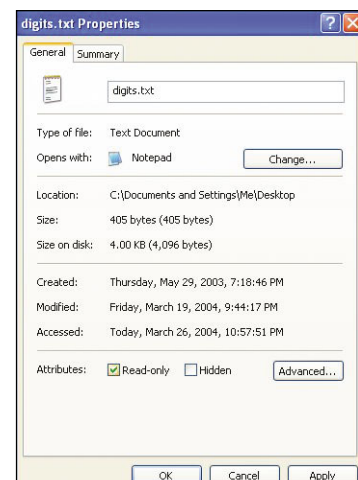 digits.txt Properties
General Summary
digits.txt
Type of file: Text Document
Opens with: Notepad Change...
Location: C:\Documents and Settings\Me\Desktop
Size: 405 bytes (405 bytes)
Size on disk: 4.00 KB (4,096 bytes)
Created: Thursday, May 29, 2003, 7:18:46 PM
Modified: Friday, March 19, 2004, 9:44:17 PM
Accessed: Today, March 26, 2004, 10:57:51 PM
Attributes: Read-only Hidden Advanced...
OK Cancel Apply